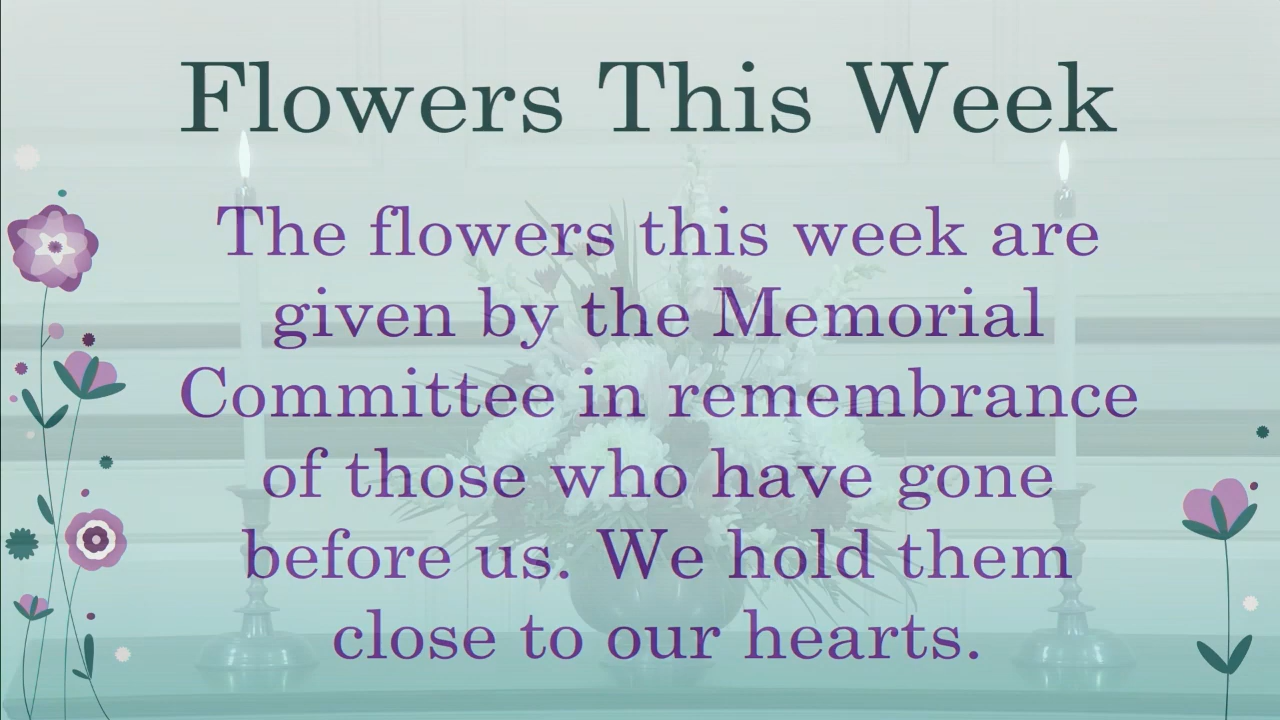 Flowers This Week
The flowers this week are
given by the Memorial
Committee in remembrance
of those who have gone
before us. We hold them
close to our hearts.